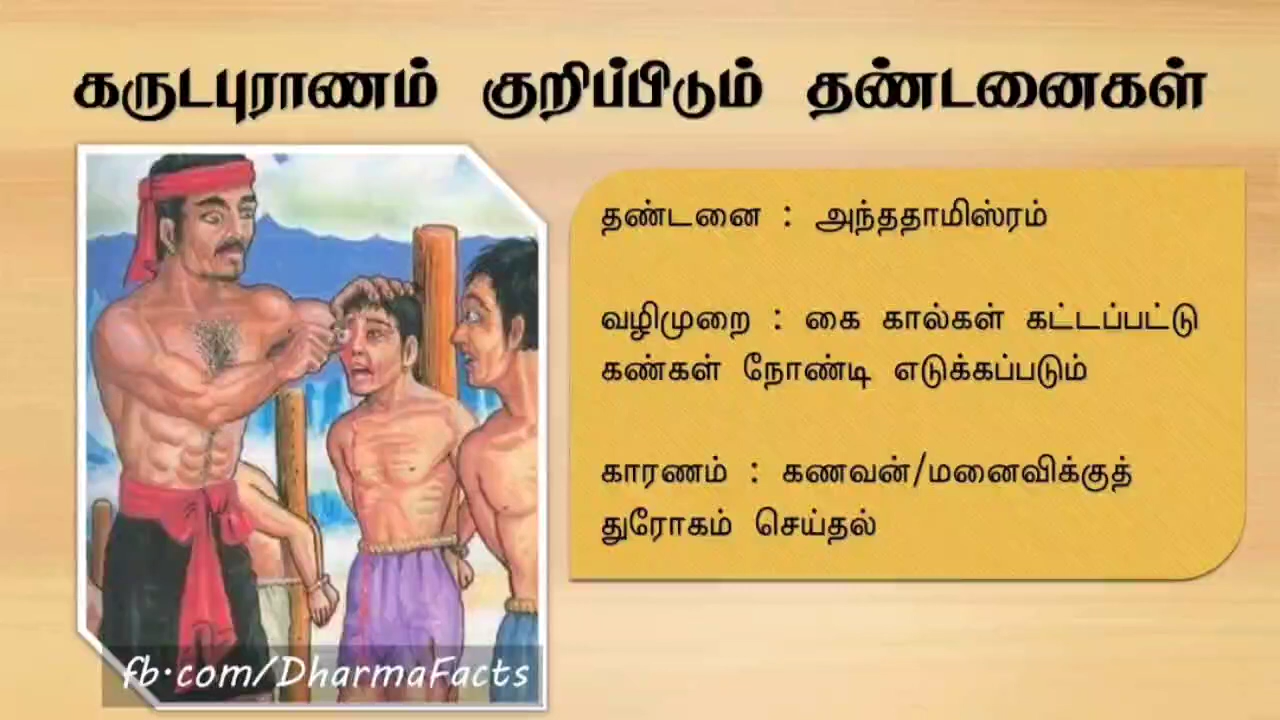 கருடபுராணம் குறிப்பிடும் தண்டனைகள்
தண்டனை : அந்ததாமிஸ்ரம்
வழிமுறை : கை கால்கள் கட்டப்பட்டு
கண்கள் நோண்டி எடுக்கப்படும்
காரணம் : கணவன்/மனைவிக்குத்
துரோகம் செய்தல்
fb.com/DharmaFacts